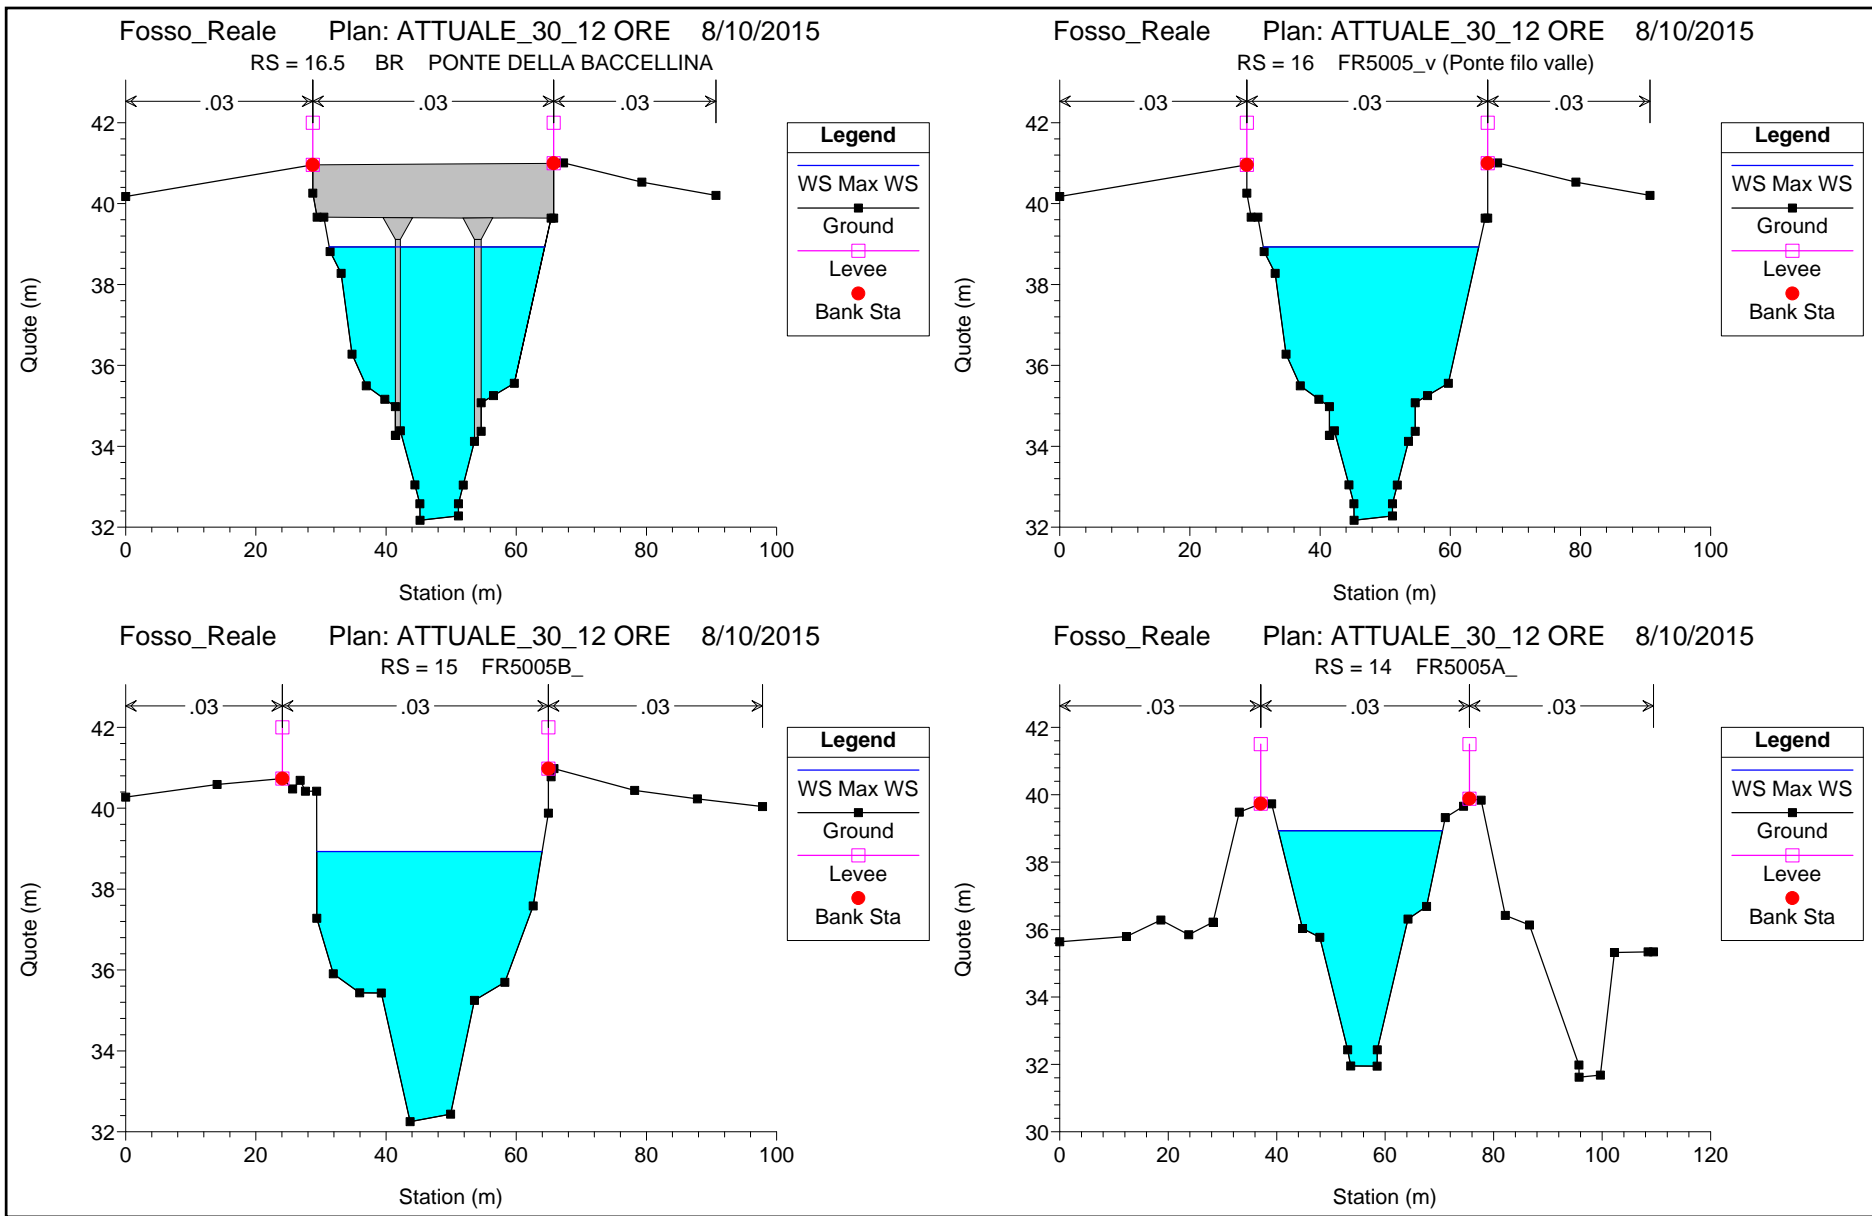 Fosso_Reale Plan: ATTUALE_30_12 ORE 8/10/2015
RS = 16.5 BR PONTE DELLA BACCELLINA
.03 .03 .03
42
40
38
36
34
32
0 20 40 60 80 100
Quote (m)
Station (m)
Legend
WS Max WS
Ground
Levee
Bank Sta
Fosso_Reale Plan: ATTUALE_30_12 ORE 8/10/2015
RS = 16 FR5005_v (Ponte filo valle)
.03 .03 .03
42
40
38
36
34
32
0 20 40 60 80 100
Quote (m)
Station (m)
Legend
WS Max WS
Ground
Levee
Bank Sta
Fosso_Reale Plan: ATTUALE_30_12 ORE 8/10/2015
RS = 15 FR5005B_
.03 .03 .03
42
40
38
36
34
32
0 20 40 60 80 100
Quote (m)
Station (m)
Legend
WS Max WS
Ground
Levee
Bank Sta
Fosso_Reale Plan: ATTUALE_30_12 ORE 8/10/2015
RS = 14 FR5005A_
.03 .03 .03
42
40
38
36
34
32
30
0 20 40 60 80 100 120
Quote (m)
Station (m)
Legend
WS Max WS
Ground
Levee
Bank Sta